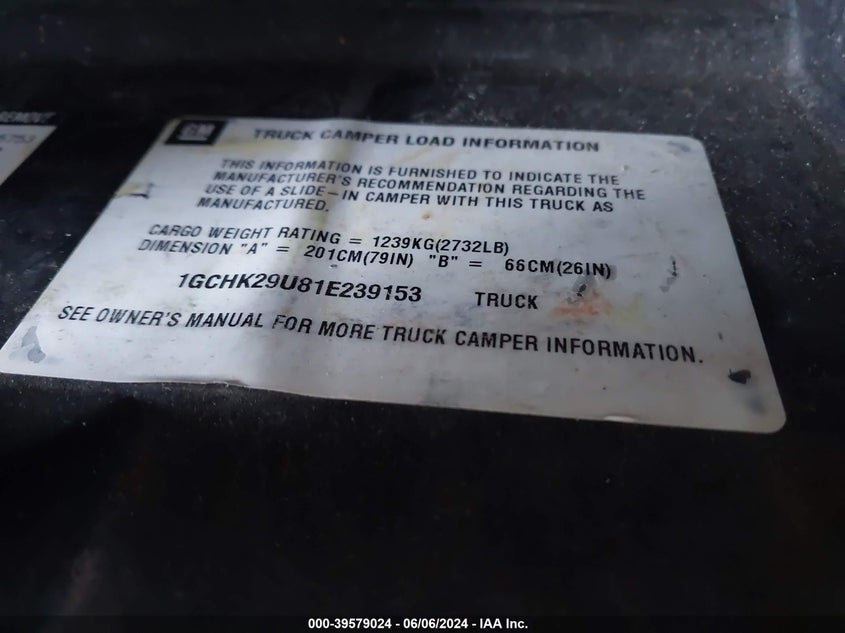 GM
TRUCK CAMPER LOAD INFORMATION
THIS INFORMATION IS FURNISHED TO INDICATE THE
MANUFACTURER'S RECOMMENDATION REGARDING THE
USE OF A SLIDE-IN CAMPER WITH THIS TRUCK AS
MANUFACTURED.
CARGO WEIGHT RATING = 1239KG(2732LB)
DIMENSION "A" = 201CM(79IN) "B" = 66CM(26IN)
1GCHK29U81E239153 TRUCK
SEE OWNER'S MANUAL FOR MORE TRUCK CAMPER INFORMATION.
000-39579024 - 06/06/2024 - IAA Inc.